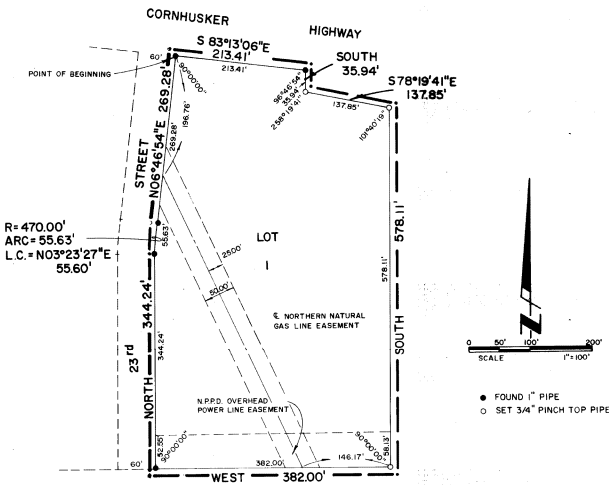 CORNHUSKER HIGHWAY
S 83°13'06"E
213.41'
60'
SOUTH
35.94'
POINT OF BEGINNING
90°00'00"
213.41'
S78°19'41"E
137.85'
96°46'54"
35.94'
258°19'41"
137.85'
101°40'19"
STREET
N06°46'54"E 269.28'
196.76'
269.28'
R=470.00'
ARC=55.63'
L.C.=N03°23'27"E
55.60'
55.63'
LOT
1
25.00'
50.00'
578.11'
578.11'
SOUTH
℄ NORTHERN NATURAL
GAS LINE EASEMENT
23rd
NORTH 344.24'
344.24'
N
0' 50' 100' 200'
SCALE 1"=100'
● FOUND 1" PIPE
○ SET 3/4" PINCH TOP PIPE
N.P.P.D. OVERHEAD
POWER LINE EASEMENT
52.55'
90°00'00"
90°00'00"
58.13'
60'
382.00'
146.17'
WEST 382.00'